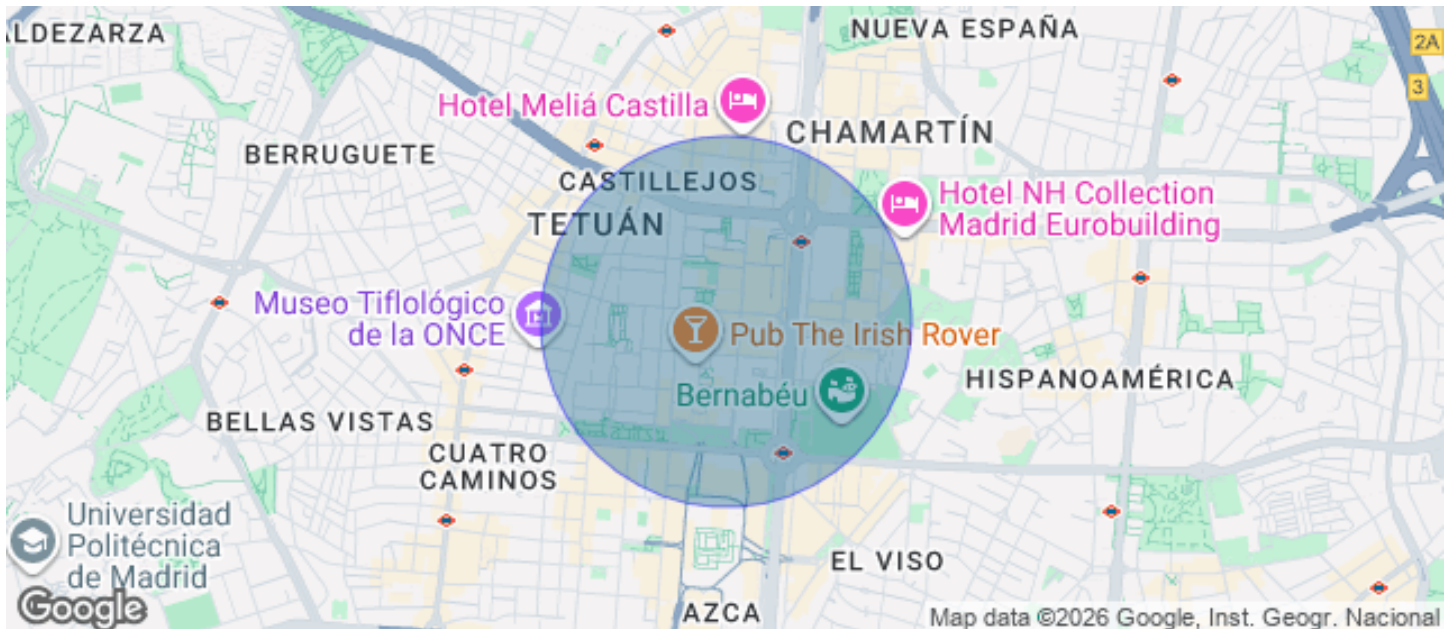 ALDEZARZA
NUEVA ESPAÑA
2A
3
Hotel Meliá Castilla
CHAMARTÍN
BERRUGUETE
CASTILLEJOS
TETUÁN
Hotel NH Collection
Madrid Eurobuilding
Museo Tiflológico
de la ONCE
Pub The Irish Rover
Bernabéu
HISPANOAMÉRICA
BELLAS VISTAS
CUATRO
CAMINOS
Universidad
Politécnica
de Madrid
EL VISO
AZCA
Google
Map data ©2026 Google, Inst. Geogr. Nacional